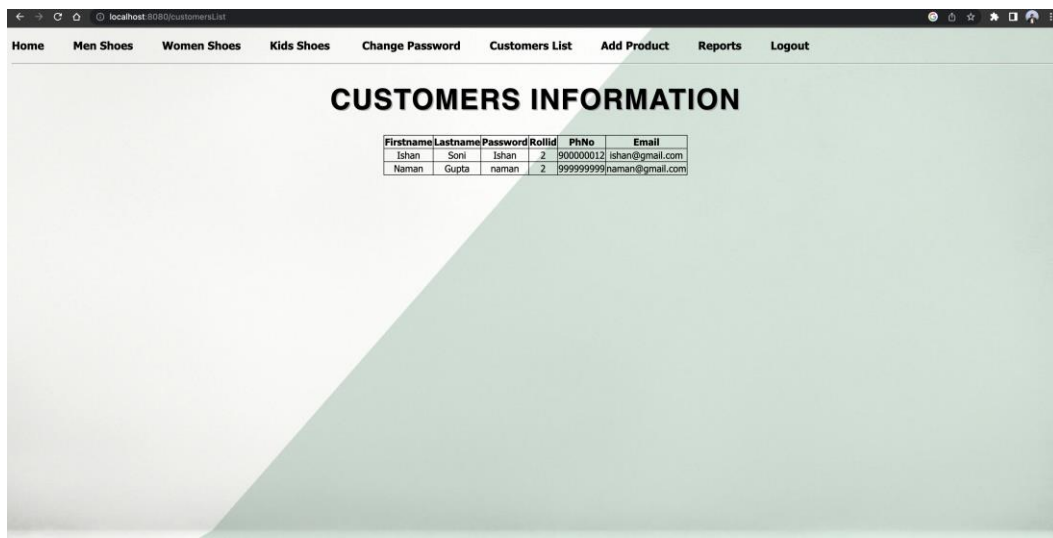 localhost:8080/customersList
Home Men Shoes Women Shoes Kids Shoes Change Password Customers List Add Product Reports Logout
CUSTOMERS INFORMATION
Firstname Lastname Password Rollid PhNo Email
Ishan Soni Ishan 2 900000012 ishan@gmail.com
Naman Gupta naman 2 999999999 naman@gmail.com